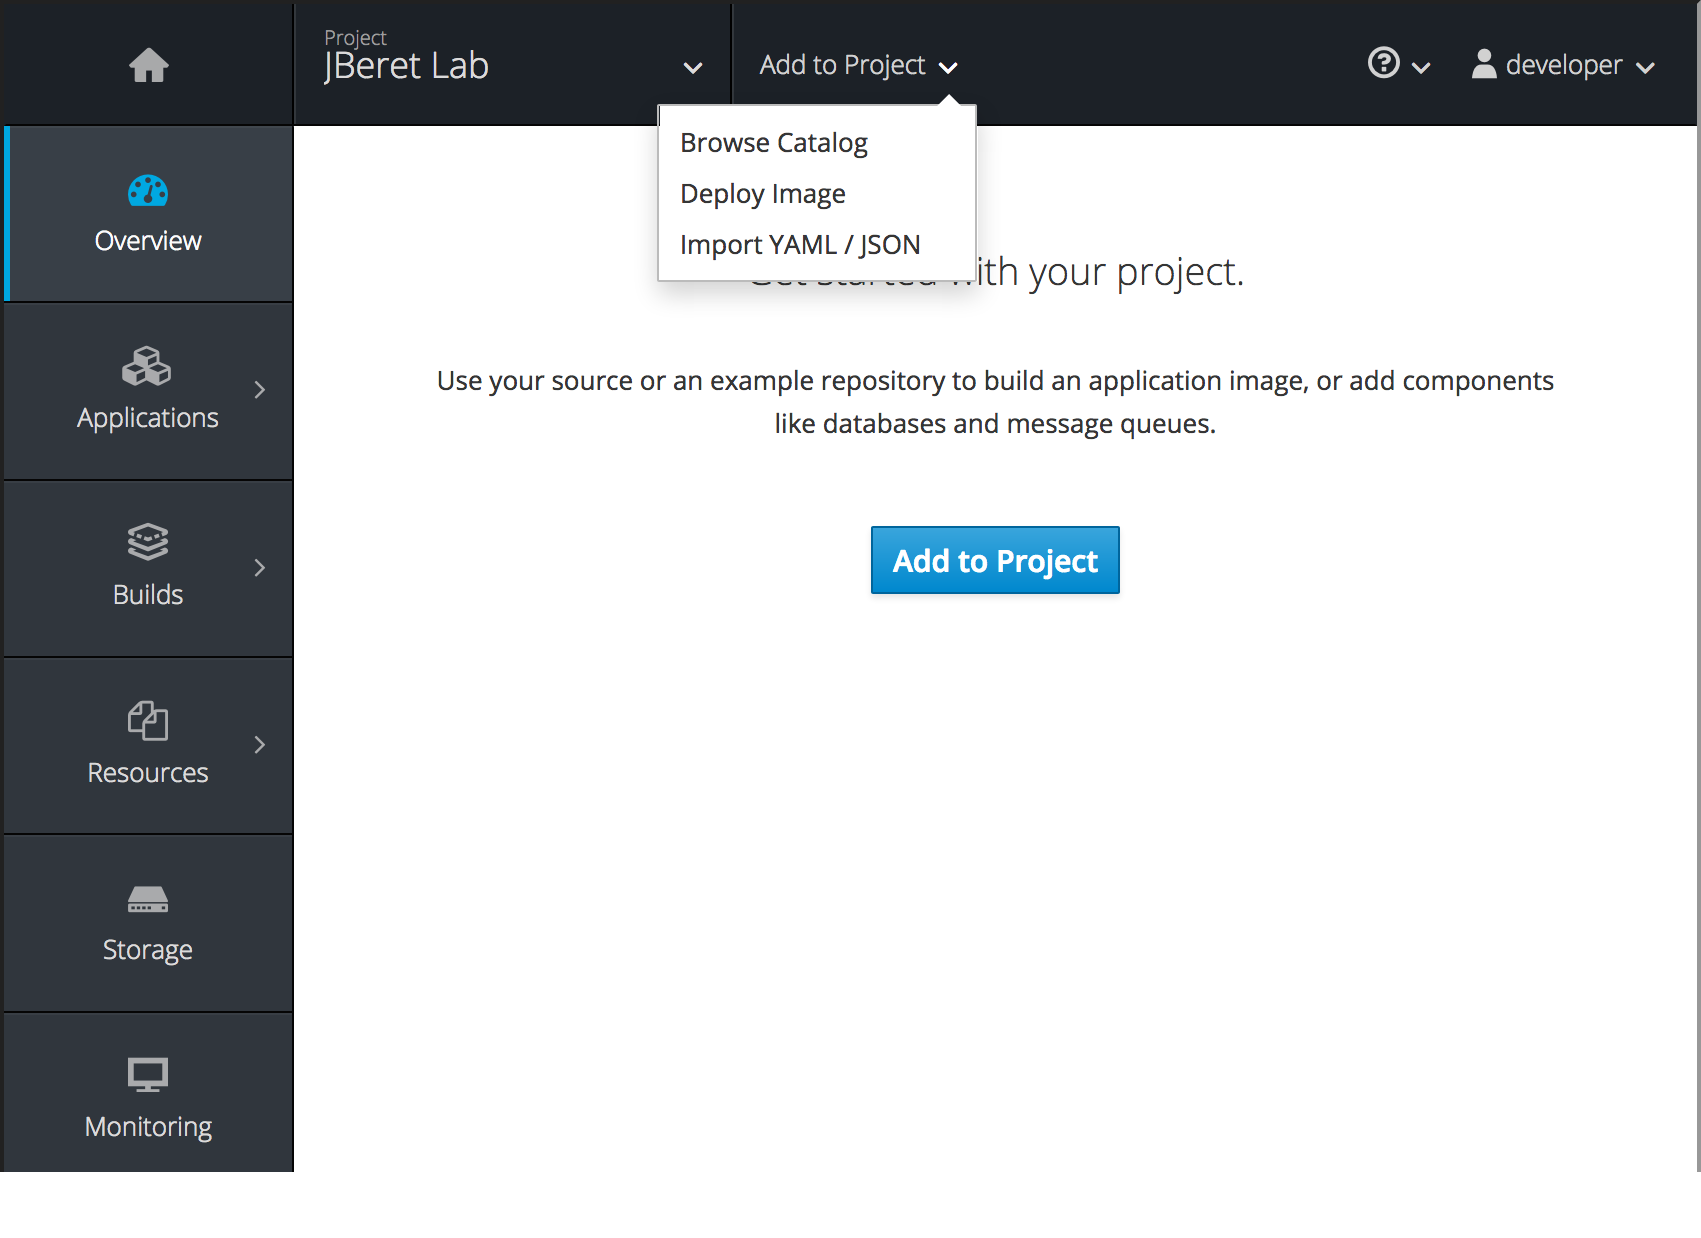 Project
JBeret Lab
Add to Project
developer
Browse Catalog
Deploy Image
Import YAML / JSON
with your project.
Use your source or an example repository to build an application image, or add components
like databases and message queues.
Add to Project
Overview
Applications
Builds
Resources
Storage
Monitoring